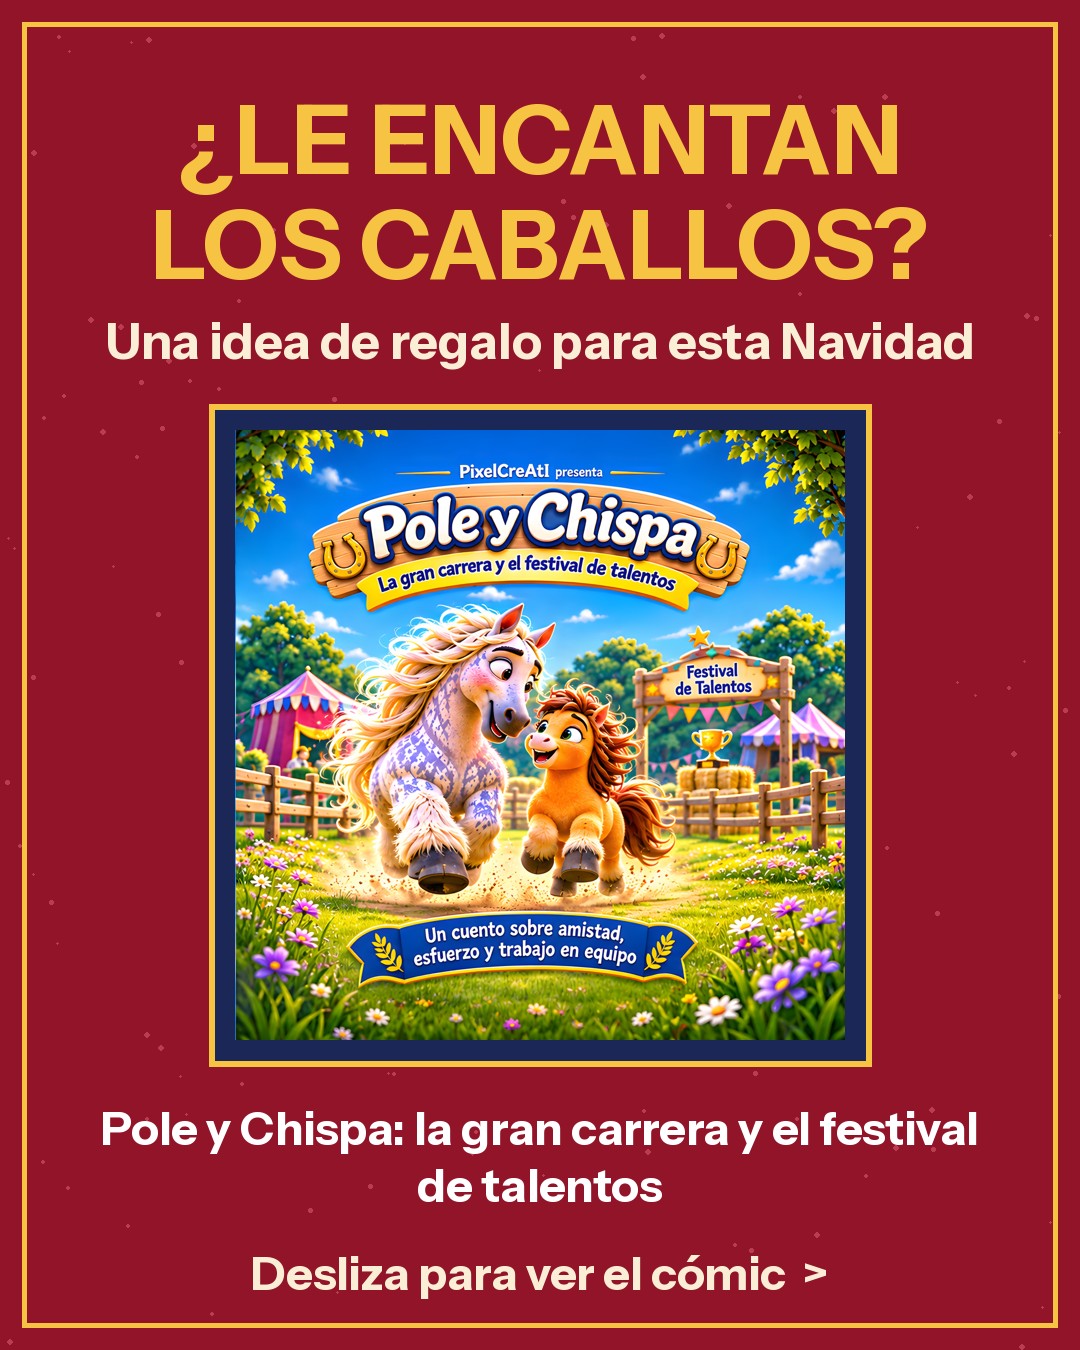 ¿LE ENCANTAN
LOS CABALLOS?
Una idea de regalo para esta Navidad
PixelCreAtI presenta
Pole y Chispa
La gran carrera y el festival de talentos
Festival
de Talentos
Un cuento sobre amistad,
esfuerzo y trabajo en equipo
Pole y Chispa: la gran carrera y el festival
de talentos
Desliza para ver el cómic >